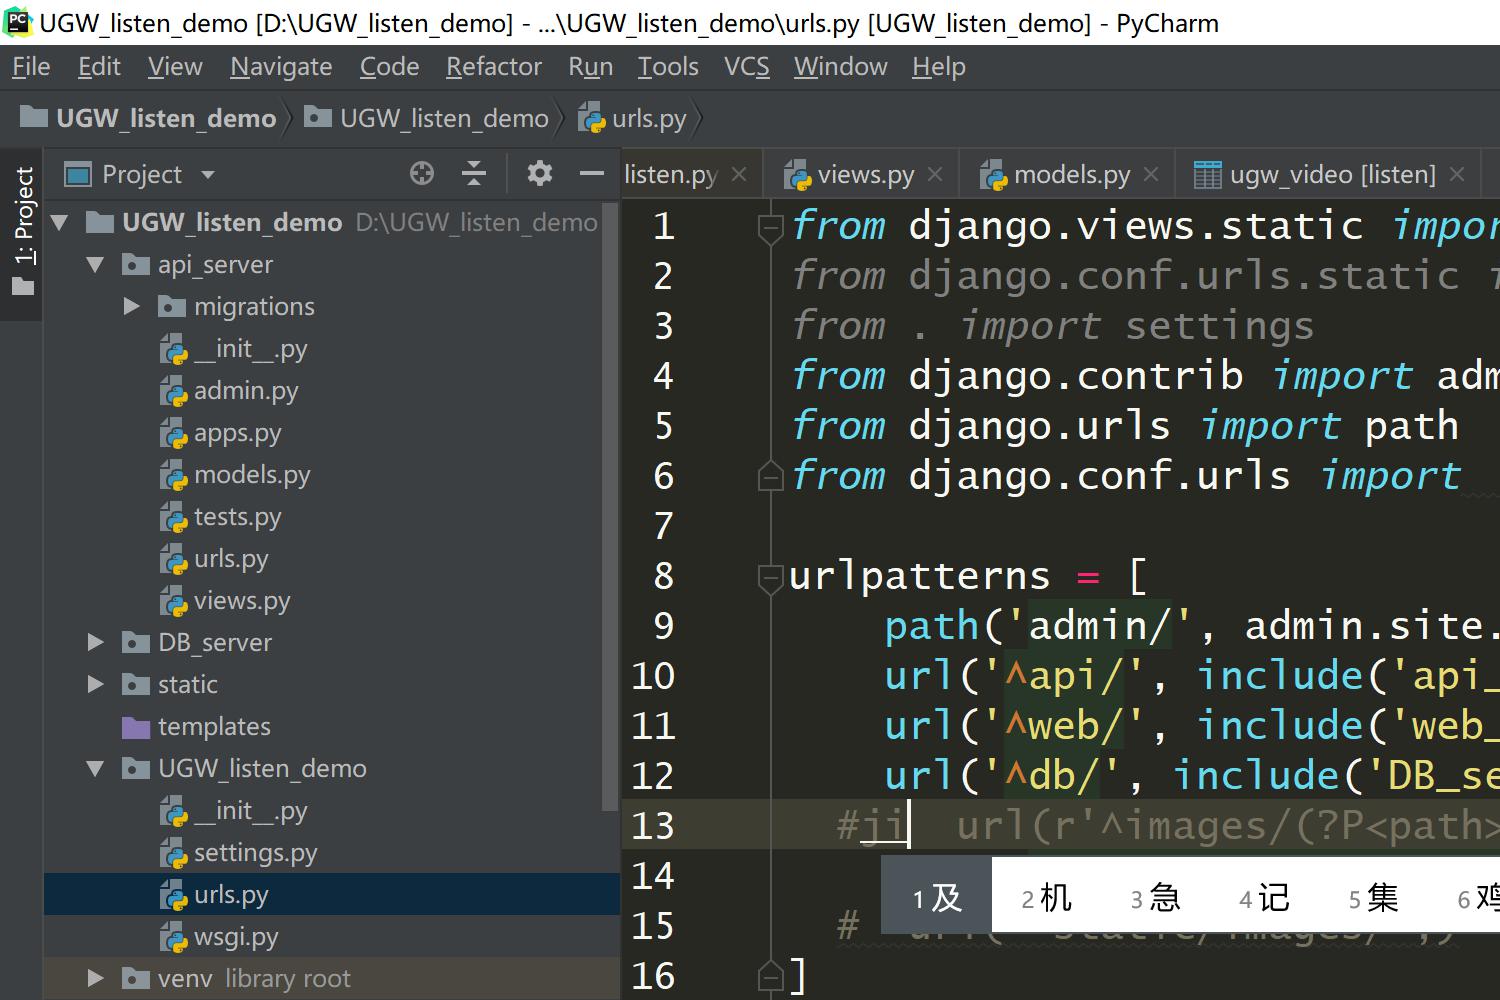 UGW_listen_demo [D:\UGW_listen_demo] - ...\UGW_listen_demo\urls.py [UGW_listen_demo] - PyCharm
File Edit View Navigate Code Refactor Run Tools VCS Window Help
UGW_listen_demo UGW_listen_demo urls.py
1: Project
Project
UGW_listen_demo D:\UGW_listen_demo
api_server
migrations
__init__.py
admin.py
apps.py
models.py
tests.py
urls.py
views.py
DB_server
static
templates
UGW_listen_demo
__init__.py
settings.py
urls.py
wsgi.py
venv library root
listen.py views.py models.py ugw_video [listen]
1 from django.views.static impor
2 from django.conf.urls.static i
3 from . import settings
4 from django.contrib import adm
5 from django.urls import path
6 from django.conf.urls import
7
8 urlpatterns = [
9 path('admin/', admin.site.
10 url('^api/', include('api_
11 url('^web/', include('web_
12 url('^db/', include('DB_se
13 #ji url(r'^images/(?P<path>
1 及 2 机 3 急 4 记 5 集 6 鸡
14
15 #
16 ]